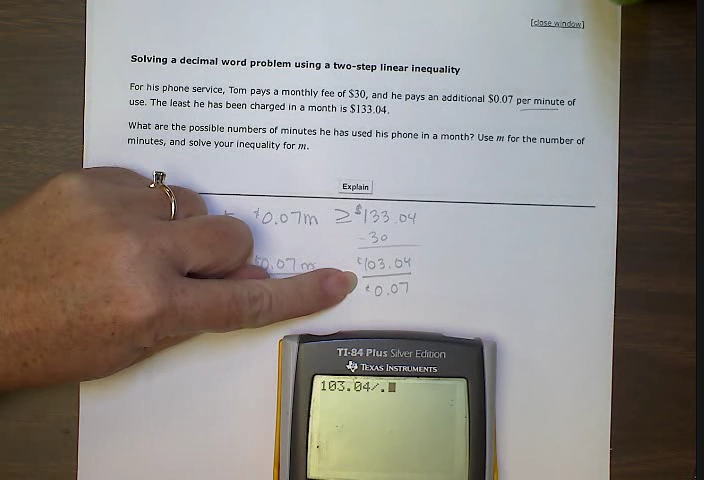 [close window]
Solving a decimal word problem using a two-step linear inequality
For his phone service, Tom pays a monthly fee of $30, and he pays an additional $0.07 per minute of
use. The least he has been charged in a month is $133.04.
What are the possible numbers of minutes he has used his phone in a month? Use m for the number of
minutes, and solve your inequality for m.
Explain
$0.07m ≥ $133.04
-30
$0.07m $103.04
$0.07
TI-84 Plus Silver Edition
TEXAS INSTRUMENTS
103.04/.